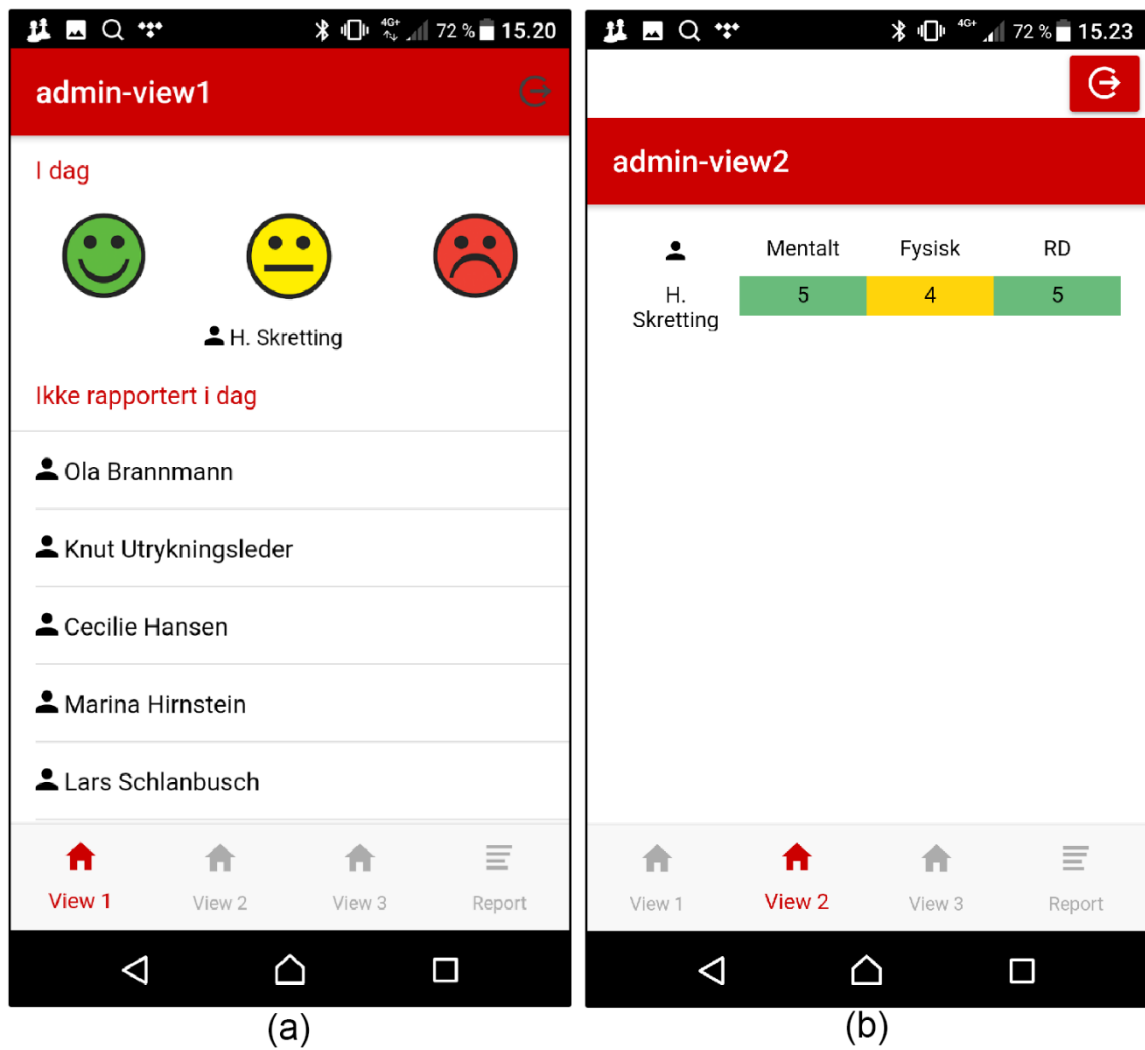 4G+ 72 % 15.20
admin-view1
I dag
H. Skretting
Ikke rapportert i dag
Ola Brannmann
Knut Utrykningsleder
Cecilie Hansen
Marina Hirnstein
Lars Schlanbusch
View 1 View 2 View 3 Report
(a)
4G+ 72 % 15.23
admin-view2
Mentalt Fysisk RD
H. 5 4 5
Skretting
View 1 View 2 View 3 Report
(b)